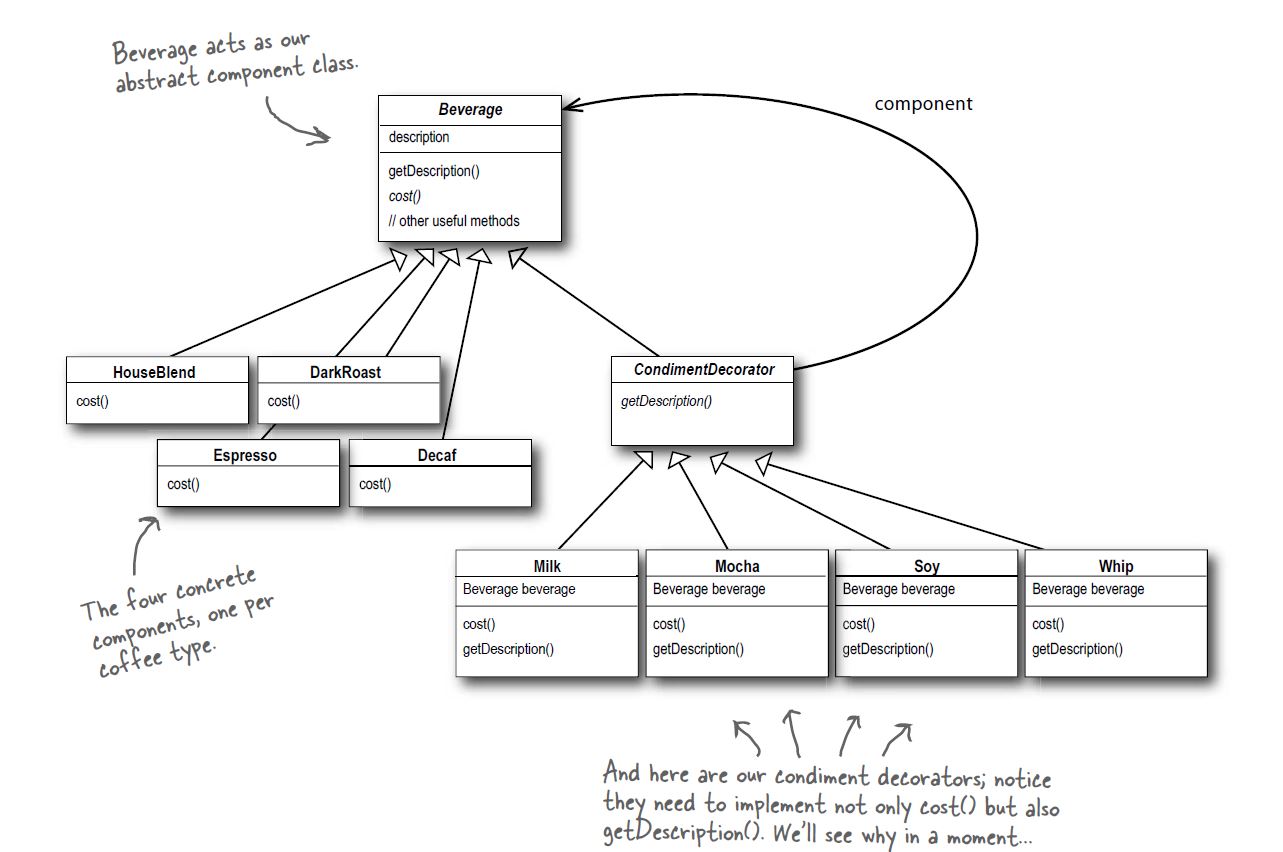 Beverage acts as our
abstract component class.
component
Beverage
description
getDescription()
cost()
// other useful methods
HouseBlend
cost()
DarkRoast
cost()
CondimentDecorator
getDescription()
Espresso
cost()
Decaf
cost()
The four concrete
components, one per
coffee type.
Milk
Beverage beverage
cost()
getDescription()
Mocha
Beverage beverage
cost()
getDescription()
Soy
Beverage beverage
cost()
getDescription()
Whip
Beverage beverage
cost()
getDescription()
And here are our condiment decorators; notice
they need to implement not only cost() but also
getDescription(). We'll see why in a moment...